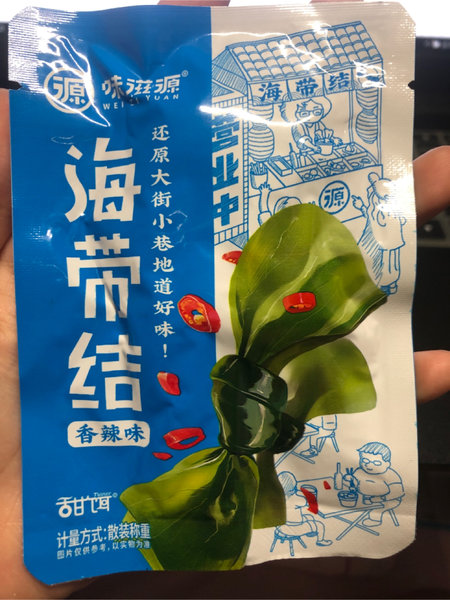 源
味滋源®
WEIZIYUAN
海带结
香辣味
还原大街小巷地道好味！
营业中
海带结
源
甜饵
Tnner
计量方式：散装称重
图片仅供参考，以实物为准